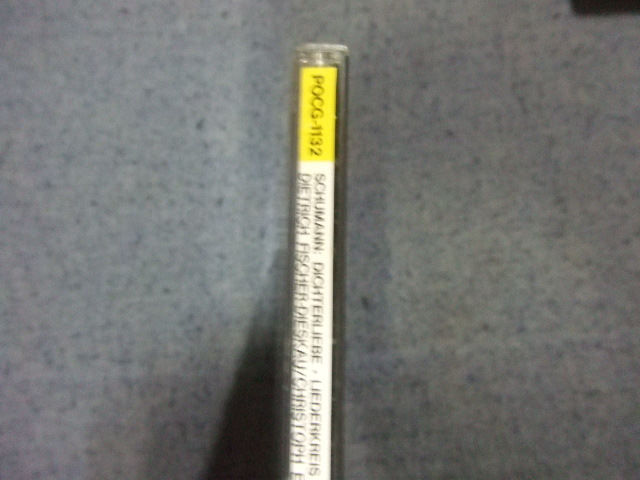 POCG-1132
SCHUMANN: DICHTERLIEBE · LIEDERKREIS
DIETRICH FISCHER-DIESKAU/CHRISTOPH E